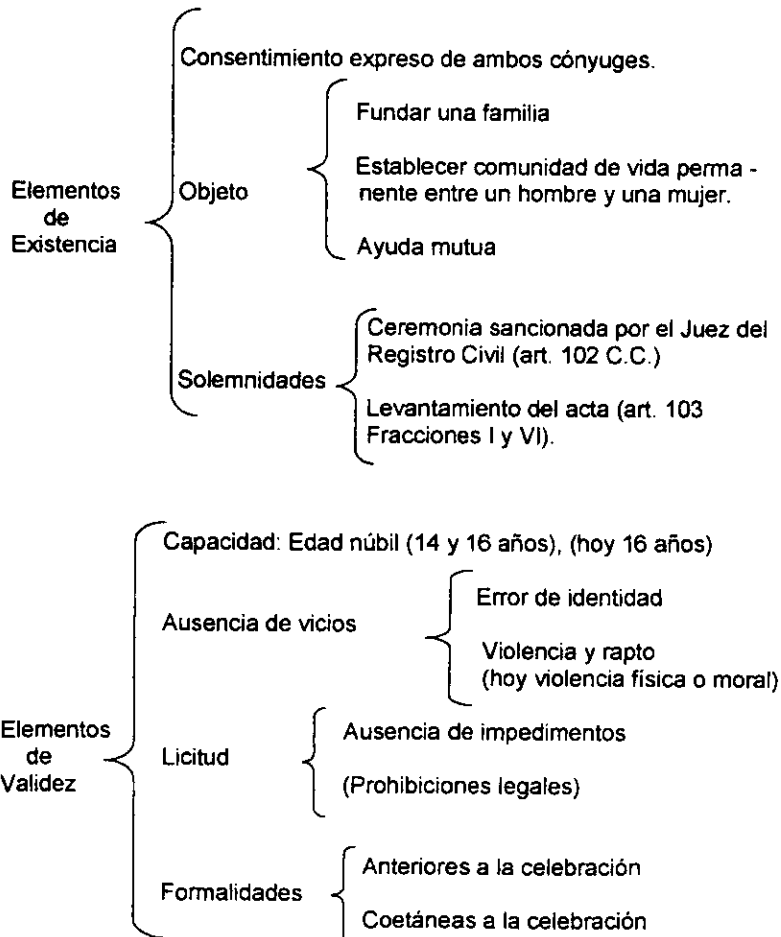 Consentimiento expreso de ambos cónyuges.
Elementos
de
Existencia
Objeto
Fundar una familia
Establecer comunidad de vida perma -
nente entre un hombre y una mujer.
Ayuda mutua
Solemnidades
Ceremonia sancionada por el Juez del
Registro Civil (art. 102 C.C.)
Levantamiento del acta (art. 103
Fracciones I y VI).
Elementos
de
Validez
Capacidad: Edad núbil (14 y 16 años), (hoy 16 años)
Ausencia de vicios
Error de identidad
Violencia y rapto
(hoy violencia física o moral)
Licitud
Ausencia de impedimentos
(Prohibiciones legales)
Formalidades
Anteriores a la celebración
Coetáneas a la celebración